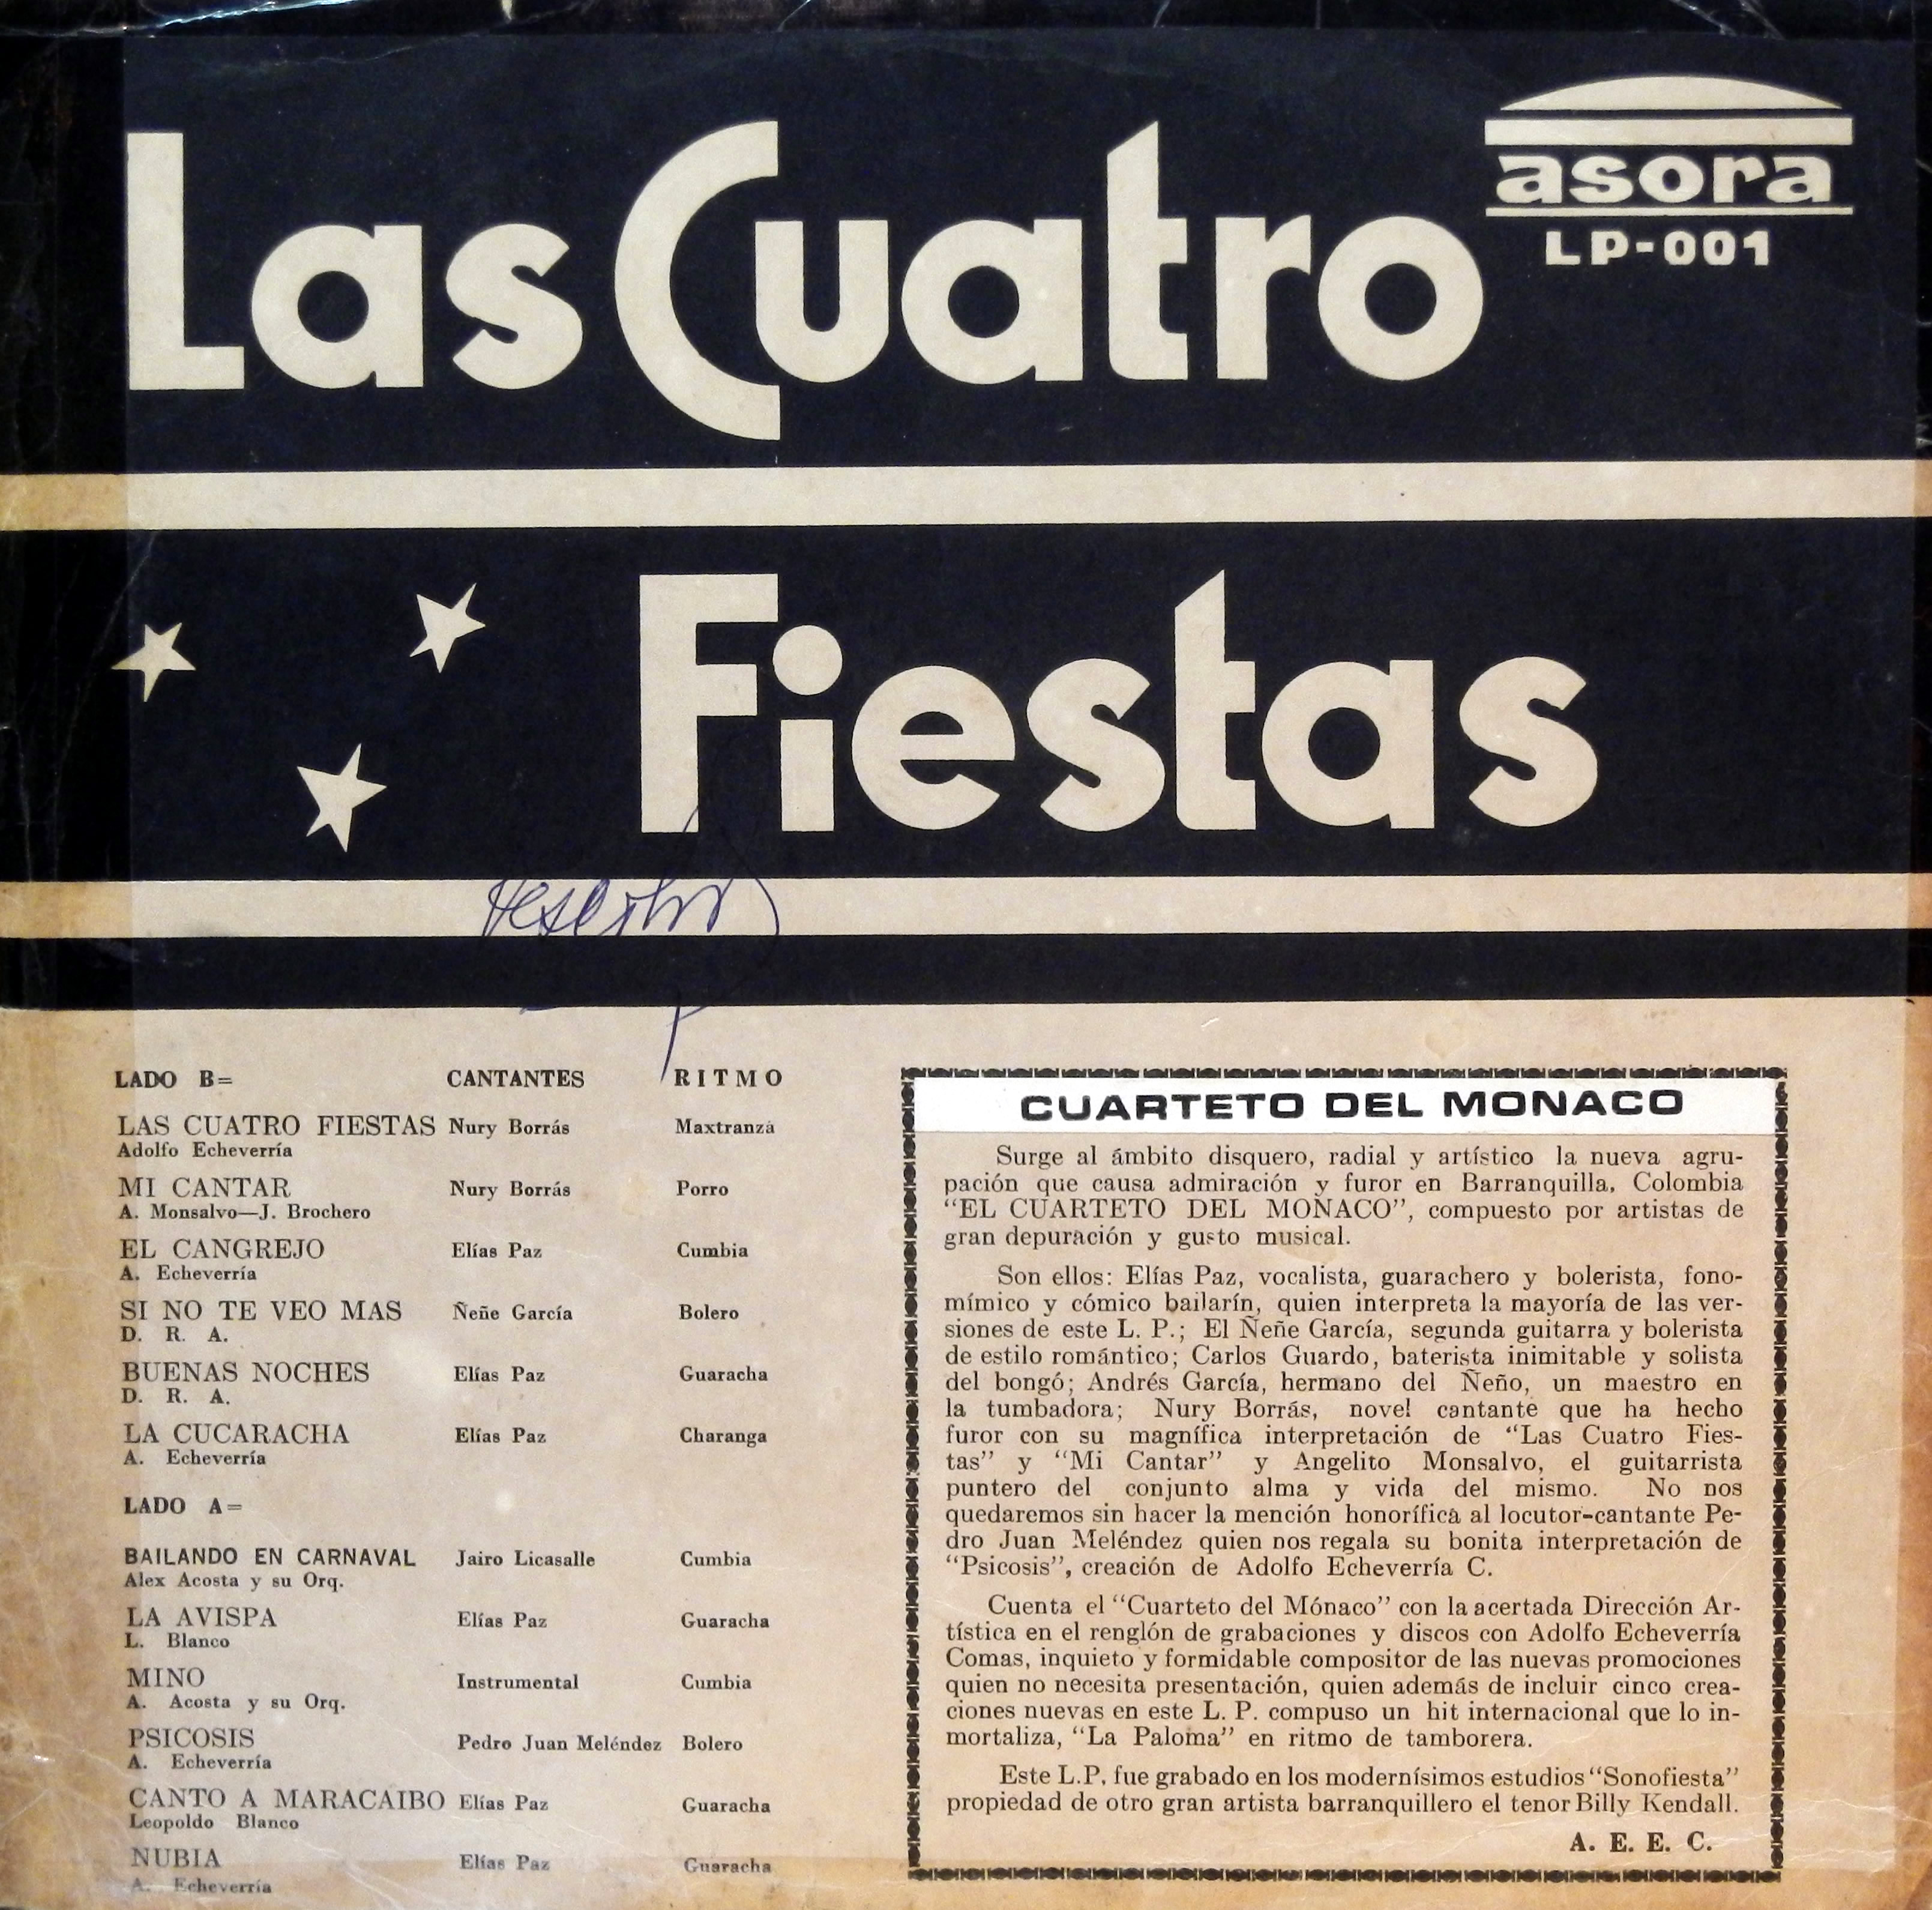 Las Cuatro
asora
LP-001
Fiestas
LADO B= CANTANTES RITMO
LAS CUATRO FIESTAS Nury Borrás Maxtranza
Adolfo Echeverría
MI CANTAR Nury Borrás Porro
A. Monsalvo—J. Brochero
EL CANGREJO Elías Paz Cumbia
A. Echeverría
SI NO TE VEO MAS Ñeñe García Bolero
D. R. A.
BUENAS NOCHES Elías Paz Guaracha
D. R. A.
LA CUCARACHA Elías Paz Charanga
A. Echeverría
LADO A=
BAILANDO EN CARNAVAL Jairo Licasalle Cumbia
Alex Acosta y su Orq.
LA AVISPA Elías Paz Guaracha
L. Blanco
MINO Instrumental Cumbia
A. Acosta y su Orq.
PSICOSIS Pedro Juan Meléndez Bolero
A. Echeverría
CANTO A MARACAIBO Elías Paz Guaracha
Leopoldo Blanco
NUBIA Elías Paz Guaracha
A. Echeverría
CUARTETO DEL MONACO
Surge al ámbito disquero, radial y artístico la nueva agru-
pación que causa admiración y furor en Barranquilla, Colombia
“EL CUARTETO DEL MONACO”, compuesto por artistas de
gran depuración y gusto musical.
Son ellos: Elías Paz, vocalista, guarachero y bolerista, fono-
mímico y cómico bailarín, quien interpreta la mayoría de las ver-
siones de este L. P.; El Ñeñe García, segunda guitarra y bolerista
de estilo romántico; Carlos Guardo, baterista inimitable y solista
del bongó; Andrés García, hermano del Ñeño, un maestro en
la tumbadora; Nury Borrás, novel cantante que ha hecho
furor con su magnífica interpretación de “Las Cuatro Fies-
tas” y “Mi Cantar” y Angelito Monsalvo, el guitarrista
puntero del conjunto alma y vida del mismo. No nos
quedaremos sin hacer la mención honorífica al locutor-cantante Pe-
dro Juan Meléndez quien nos regala su bonita interpretación de
“Psicosis”, creación de Adolfo Echeverría C.
Cuenta el “Cuarteto del Mónaco” con la acertada Dirección Ar-
tística en el renglón de grabaciones y discos con Adolfo Echeverría
Comas, inquieto y formidable compositor de las nuevas promociones
quien no necesita presentación, quien además de incluir cinco crea-
ciones nuevas en este L. P. compuso un hit internacional que lo in-
mortaliza, “La Paloma” en ritmo de tamborera.
Este L.P. fue grabado en los modernísimos estudios “Sonofiesta”
propiedad de otro gran artista barranquillero el tenor Billy Kendall.
A. E. E. C.